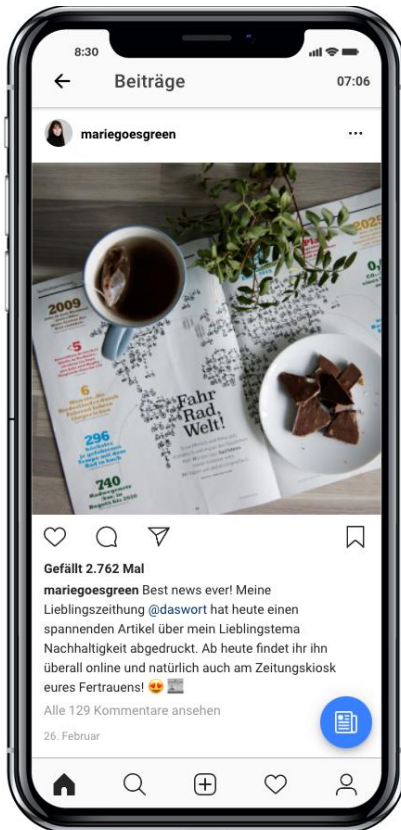 8:30
Beiträge 07:06
mariegoesgreen
2009
5
6
296
740
Radwegenetz
Fahr
Rad,
Welt!
2025
Gefällt 2.762 Mal
mariegoesgreen Best news ever! Meine
Lieblingszeithung @daswort hat heute einen
spannenden Artikel über mein Lieblingstema
Nachhaltigkeit abgedruckt. Ab heute findet ihr ihn
überall online und natürlich auch am Zeitungskiosk
eures Fertrauens! 😍 📰
Alle 129 Kommentare ansehen
26. Februar